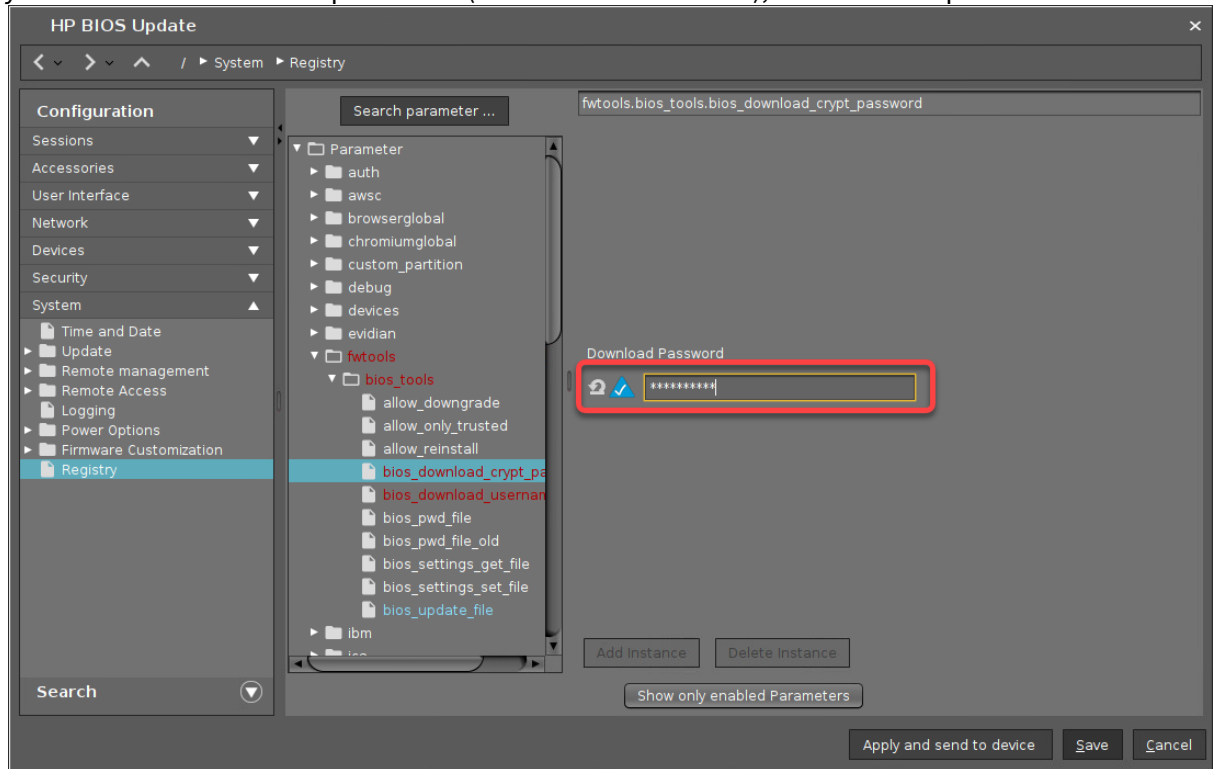 HP BIOS Update
/ System Registry
Configuration
Sessions
Accessories
User Interface
Network
Devices
Security
System
Time and Date
Update
Remote management
Remote Access
Logging
Power Options
Firmware Customization
Registry
Search
Search parameter ...
Parameter
auth
awsc
browserglobal
chromiumglobal
custom_partition
debug
devices
evidian
fwtools
bios_tools
allow_downgrade
allow_only_trusted
allow_reinstall
bios_download_crypt_pa
bios_download_usernam
bios_pwd_file
bios_pwd_file_old
bios_settings_get_file
bios_settings_set_file
bios_update_file
ibm
fwtools.bios_tools.bios_download_crypt_password
Download Password
**********
Add Instance Delete Instance
Show only enabled Parameters
Apply and send to device Save Cancel